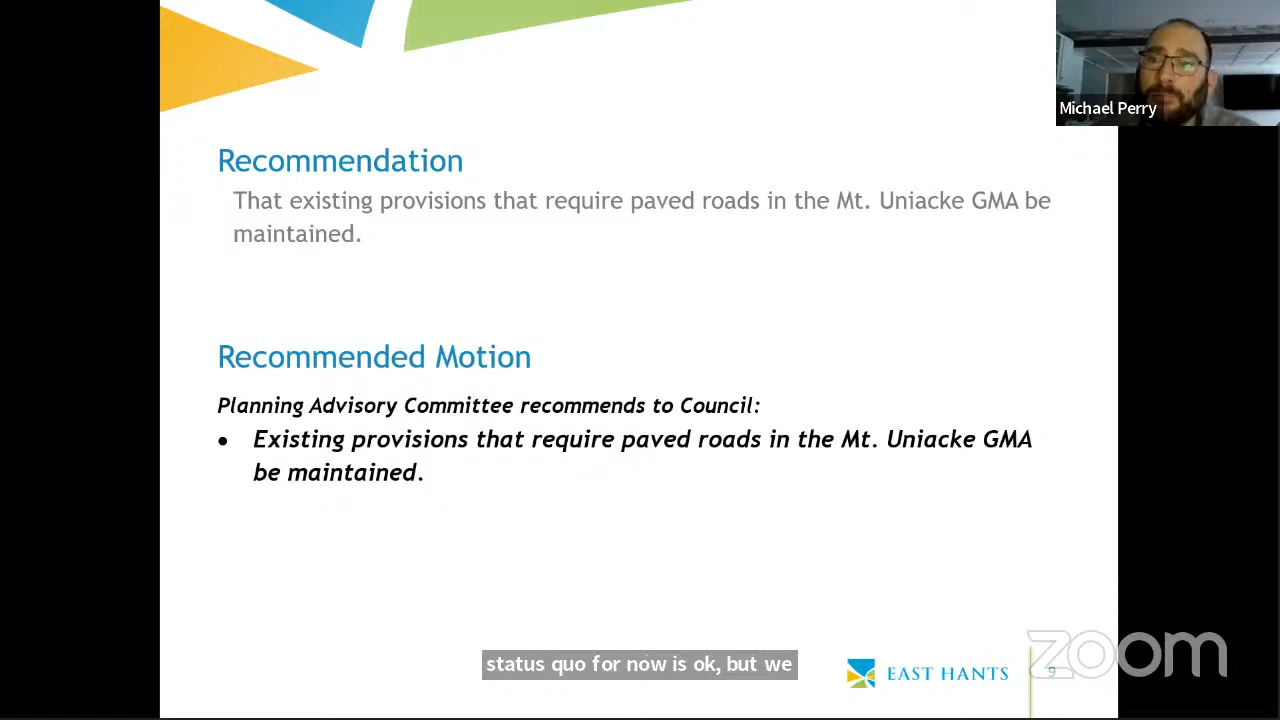 Michael Perry
Recommendation
That existing provisions that require paved roads in the Mt. Uniacke GMA be
maintained.
Recommended Motion
Planning Advisory Committee recommends to Council:
• Existing provisions that require paved roads in the Mt. Uniacke GMA
be maintained.
status quo for now is ok, but we
EAST HANTS
9
zoom